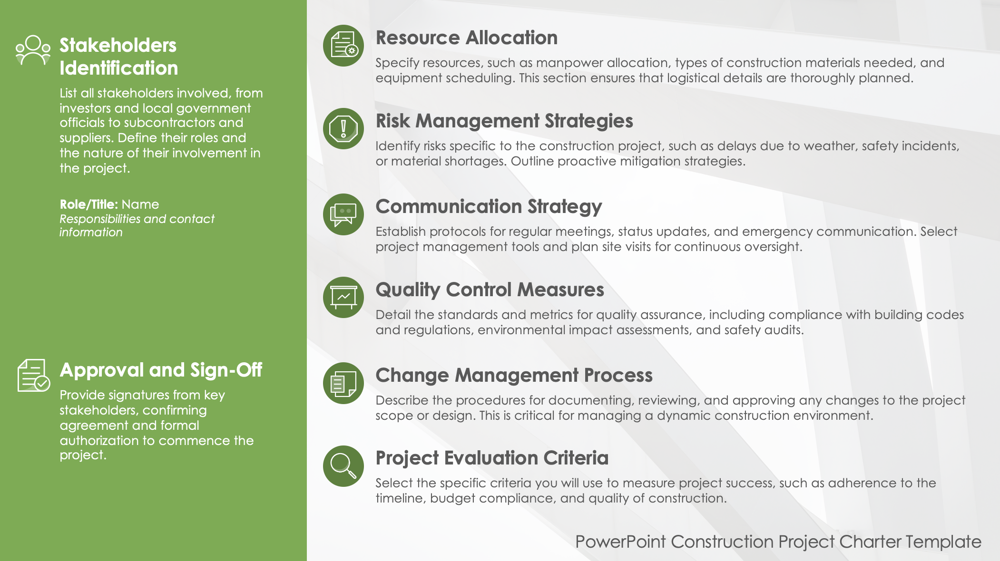 Stakeholders
Identification
List all stakeholders involved, from
investors and local government
officials to subcontractors and
suppliers. Define their roles and
the nature of their involvement in
the project.
Role/Title: Name
Responsibilities and contact
information
Approval and Sign-Off
Provide signatures from key
stakeholders, confirming
agreement and formal
authorization to commence the
project.
Resource Allocation
Specify resources, such as manpower allocation, types of construction materials needed, and
equipment scheduling. This section ensures that logistical details are thoroughly planned.
Risk Management Strategies
Identify risks specific to the construction project, such as delays due to weather, safety incidents,
or material shortages. Outline proactive mitigation strategies.
Communication Strategy
Establish protocols for regular meetings, status updates, and emergency communication. Select
project management tools and plan site visits for continuous oversight.
Quality Control Measures
Detail the standards and metrics for quality assurance, including compliance with building codes
and regulations, environmental impact assessments, and safety audits.
Change Management Process
Describe the procedures for documenting, reviewing, and approving any changes to the project
scope or design. This is critical for managing a dynamic construction environment.
Project Evaluation Criteria
Select the specific criteria you will use to measure project success, such as adherence to the
timeline, budget compliance, and quality of construction.
PowerPoint Construction Project Charter Template